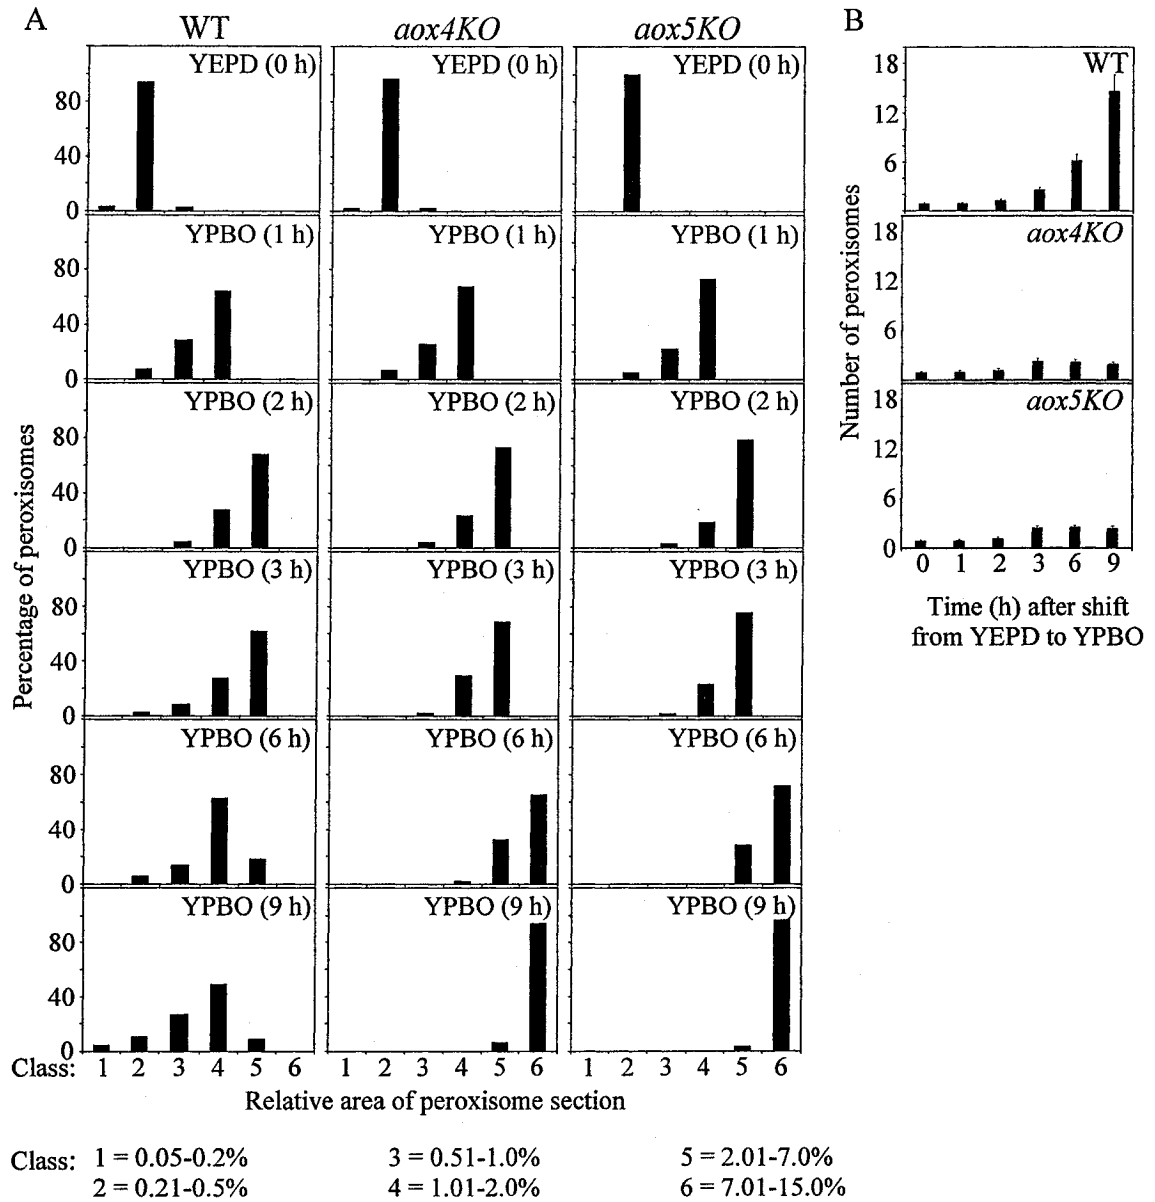 A
WT
aox4KO
aox5KO
YEPD (0 h)
YEPD (0 h)
YEPD (0 h)
80
40
0
YPBO (1 h)
YPBO (1 h)
YPBO (1 h)
80
40
0
YPBO (2 h)
YPBO (2 h)
YPBO (2 h)
80
40
0
YPBO (3 h)
YPBO (3 h)
YPBO (3 h)
80
40
0
YPBO (6 h)
YPBO (6 h)
YPBO (6 h)
80
40
0
YPBO (9 h)
YPBO (9 h)
YPBO (9 h)
80
40
0
Percentage of peroxisomes
Class: 1 2 3 4 5 6 1 2 3 4 5 6 1 2 3 4 5 6
Relative area of peroxisome section
Class: 1 = 0.05-0.2% 3 = 0.51-1.0% 5 = 2.01-7.0%
2 = 0.21-0.5% 4 = 1.01-2.0% 6 = 7.01-15.0%
B
WT
18
12
6
aox4KO
18
12
6
aox5KO
18
12
6
0
Number of peroxisomes
0 1 2 3 6 9
Time (h) after shift
from YEPD to YPBO